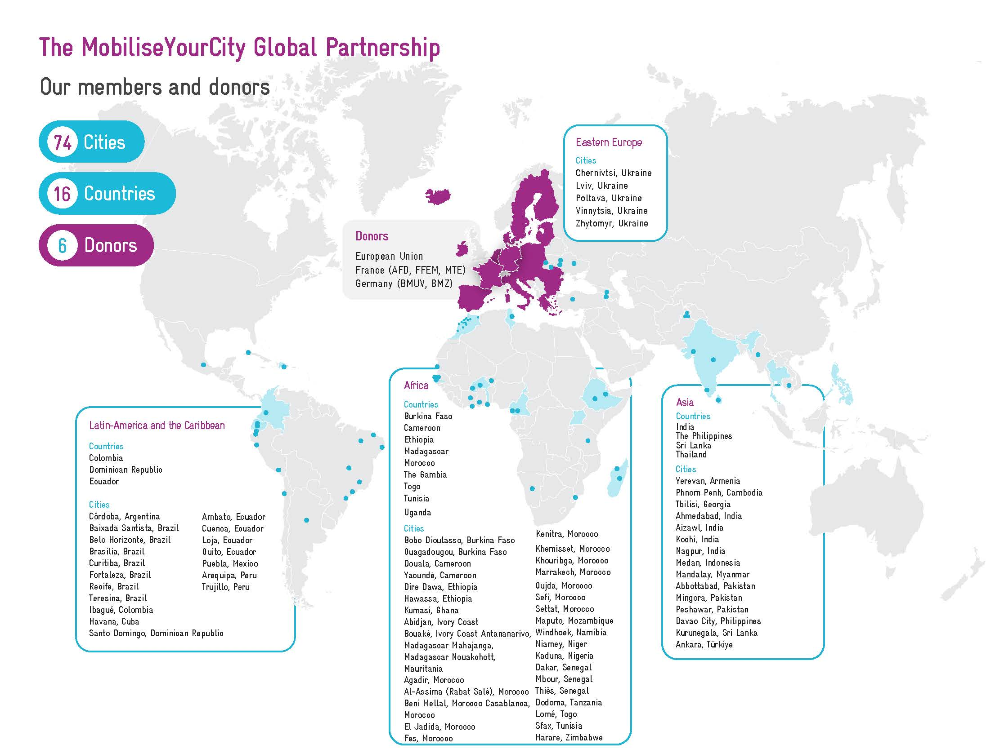 The MobiliseYourCity Global Partnership
Our members and donors
74 Cities
16 Countries
6 Donors
Donors
European Union
France (AFD, FFEM, MTE)
Germany (BMUV, BMZ)
Eastern Europe
Cities
Chernivtsi, Ukraine
Lviv, Ukraine
Poltava, Ukraine
Vinnytsia, Ukraine
Zhytomyr, Ukraine
Latin-America and the Caribbean
Countries
Colombia
Dominican Republic
Ecuador
Cities
Córdoba, Argentina
Baixada Santista, Brazil
Belo Horizonte, Brazil
Brasilia, Brazil
Curitiba, Brazil
Fortaleza, Brazil
Recife, Brazil
Teresina, Brazil
Ibagué, Colombia
Havana, Cuba
Santo Domingo, Dominican Republic
Ambato, Ecuador
Cuenca, Ecuador
Loja, Ecuador
Quito, Ecuador
Puebla, Mexico
Arequipa, Peru
Trujillo, Peru
Africa
Countries
Burkina Faso
Cameroon
Ethiopia
Madagascar
Morocco
The Gambia
Togo
Tunisia
Uganda
Cities
Bobo Dioulasso, Burkina Faso
Ouagadougou, Burkina Faso
Douala, Cameroon
Yaoundé, Cameroon
Dire Dawa, Ethiopia
Hawassa, Ethiopia
Kumasi, Ghana
Abidjan, Ivory Coast
Bouaké, Ivory Coast Antananarivo,
Madagascar Mahajanga,
Madagascar Nouakchott,
Mauritania
Agadir, Morocco
Al-Assima (Rabat Salé), Morocco
Beni Mellal, Morocco Casablanca,
Morocco
El Jadida, Morocco
Fes, Morocco
Kenitra, Morocco
Khemisset, Morocco
Khouribga, Morocco
Marrakech, Morocco
Oujda, Morocco
Sefi, Morocco
Settat, Morocco
Maputo, Mozambique
Windhoek, Namibia
Niamey, Niger
Kaduna, Nigeria
Dakar, Senegal
Mbour, Senegal
Thiès, Senegal
Dodoma, Tanzania
Lomé, Togo
Sfax, Tunisia
Harare, Zimbabwe
Asia
Countries
India
The Philippines
Sri Lanka
Thailand
Cities
Yerevan, Armenia
Phnom Penh, Cambodia
Tbilisi, Georgia
Ahmedabad, India
Aizawl, India
Kochi, India
Nagpur, India
Medan, Indonesia
Mandalay, Myanmar
Abbottabad, Pakistan
Mingora, Pakistan
Peshawar, Pakistan
Davao City, Philippines
Kurunegala, Sri Lanka
Ankara, Türkiye